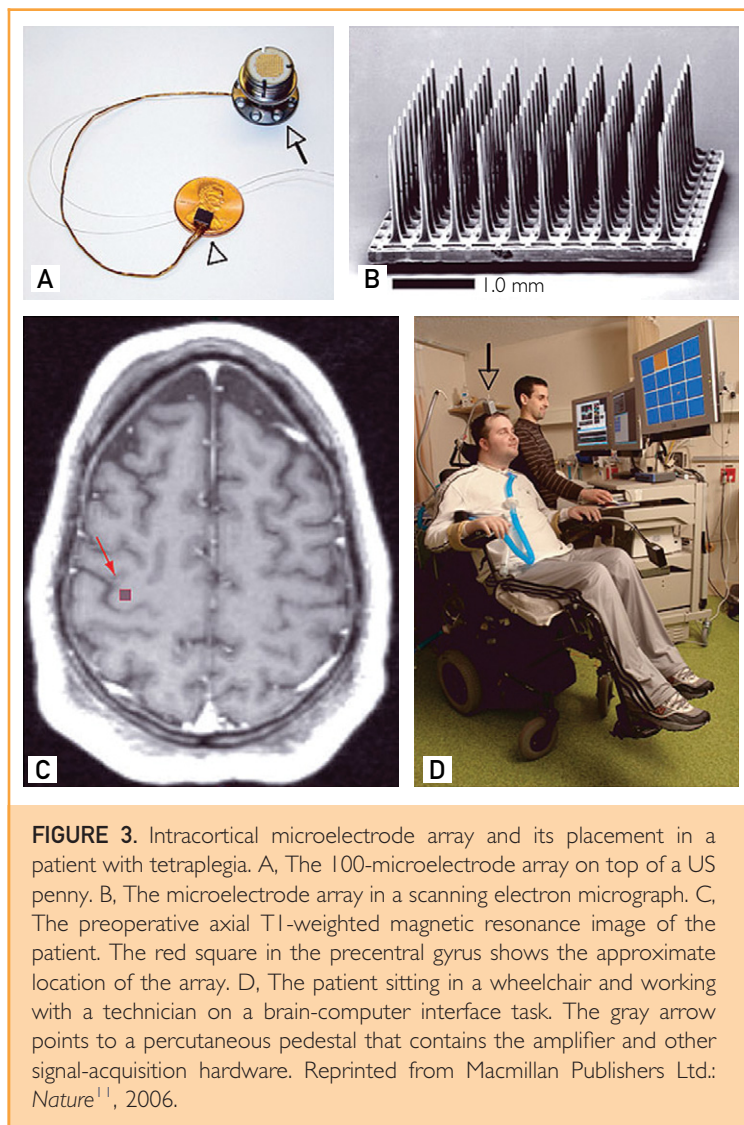 A
B
1.0 mm
C
D
FIGURE 3. Intracortical microelectrode array and its placement in a
patient with tetraplegia. A, The 100-microelectrode array on top of a US
penny. B, The microelectrode array in a scanning electron micrograph. C,
The preoperative axial T1-weighted magnetic resonance image of the
patient. The red square in the precentral gyrus shows the approximate
location of the array. D, The patient sitting in a wheelchair and working
with a technician on a brain-computer interface task. The gray arrow
points to a percutaneous pedestal that contains the amplifier and other
signal-acquisition hardware. Reprinted from Macmillan Publishers Ltd.:
Nature11, 2006.